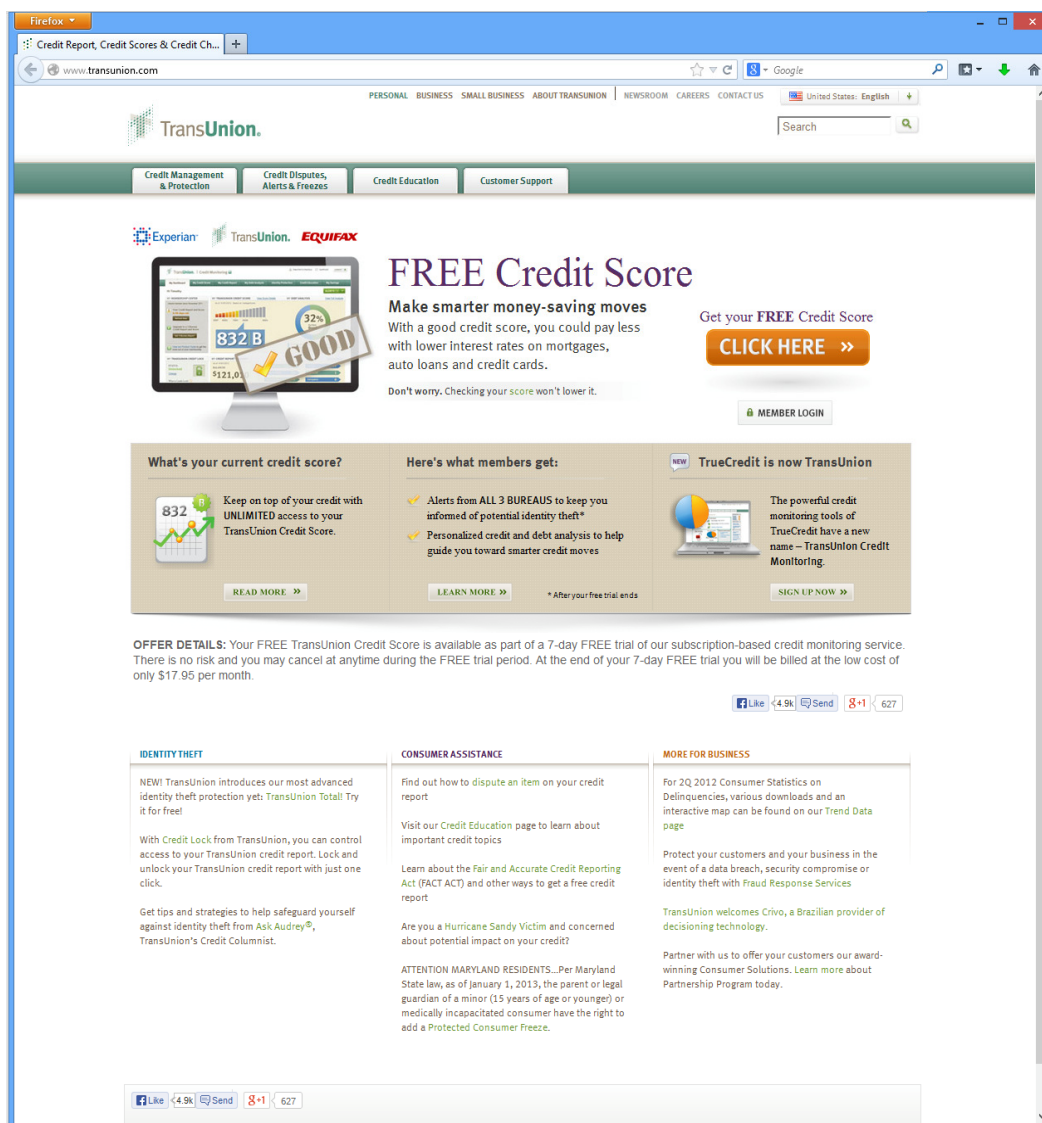 Firefox
Credit Report, Credit Scores & Credit Ch...
www.transunion.com
Google
PERSONAL BUSINESS SMALL BUSINESS ABOUT TRANSUNION NEWSROOM CAREERS CONTACT US United States: English
TransUnion.
Search
Credit Management & Protection
Credit Disputes, Alerts & Freezes
Credit Education
Customer Support
Experian TransUnion. EQUIFAX
832 B
32%
GOOD
FREE Credit Score
Make smarter money-saving moves
With a good credit score, you could pay less
with lower interest rates on mortgages,
auto loans and credit cards.
Don't worry. Checking your score won't lower it.
Get your FREE Credit Score
CLICK HERE »
MEMBER LOGIN
What's your current credit score?
832
Keep on top of your credit with
UNLIMITED access to your
TransUnion Credit Score.
READ MORE »
Here's what members get:
Alerts from ALL 3 BUREAUS to keep you
informed of potential identity theft*
Personalized credit and debt analysis to help
guide you toward smarter credit moves
LEARN MORE »
* After your free trial ends
NEW TrueCredit is now TransUnion
The powerful credit
monitoring tools of
TrueCredit have a new
name – TransUnion Credit
Monitoring.
SIGN UP NOW »
OFFER DETAILS: Your FREE TransUnion Credit Score is available as part of a 7-day FREE trial of our subscription-based credit monitoring service.
There is no risk and you may cancel at anytime during the FREE trial period. At the end of your 7-day FREE trial you will be billed at the low cost of
only $17.95 per month.
Like 4.9k Send +1 627
IDENTITY THEFT
NEW! TransUnion introduces our most advanced
identity theft protection yet: TransUnion Total! Try
it for free!
With Credit Lock from TransUnion, you can control
access to your TransUnion credit report. Lock and
unlock your TransUnion credit report with just one
click.
Get tips and strategies to help safeguard yourself
against identity theft from Ask Audrey®,
TransUnion's Credit Columnist.
CONSUMER ASSISTANCE
Find out how to dispute an item on your credit
report
Visit our Credit Education page to learn about
important credit topics
Learn about the Fair and Accurate Credit Reporting
Act (FACT ACT) and other ways to get a free credit
report
Are you a Hurricane Sandy Victim and concerned
about potential impact on your credit?
ATTENTION MARYLAND RESIDENTS...Per Maryland
State law, as of January 1, 2013, the parent or legal
guardian of a minor (15 years of age or younger) or
medically incapacitated consumer have the right to
add a Protected Consumer Freeze.
MORE FOR BUSINESS
For 2Q 2012 Consumer Statistics on
Delinquencies, various downloads and an
interactive map can be found on our Trend Data
page
Protect your customers and your business in the
event of a data breach, security compromise or
identity theft with Fraud Response Services
TransUnion welcomes Crivo, a Brazilian provider of
decisioning technology.
Partner with us to offer your customers our award-
winning Consumer Solutions. Learn more about
Partnership Program today.
Like 4.9k Send +1 627